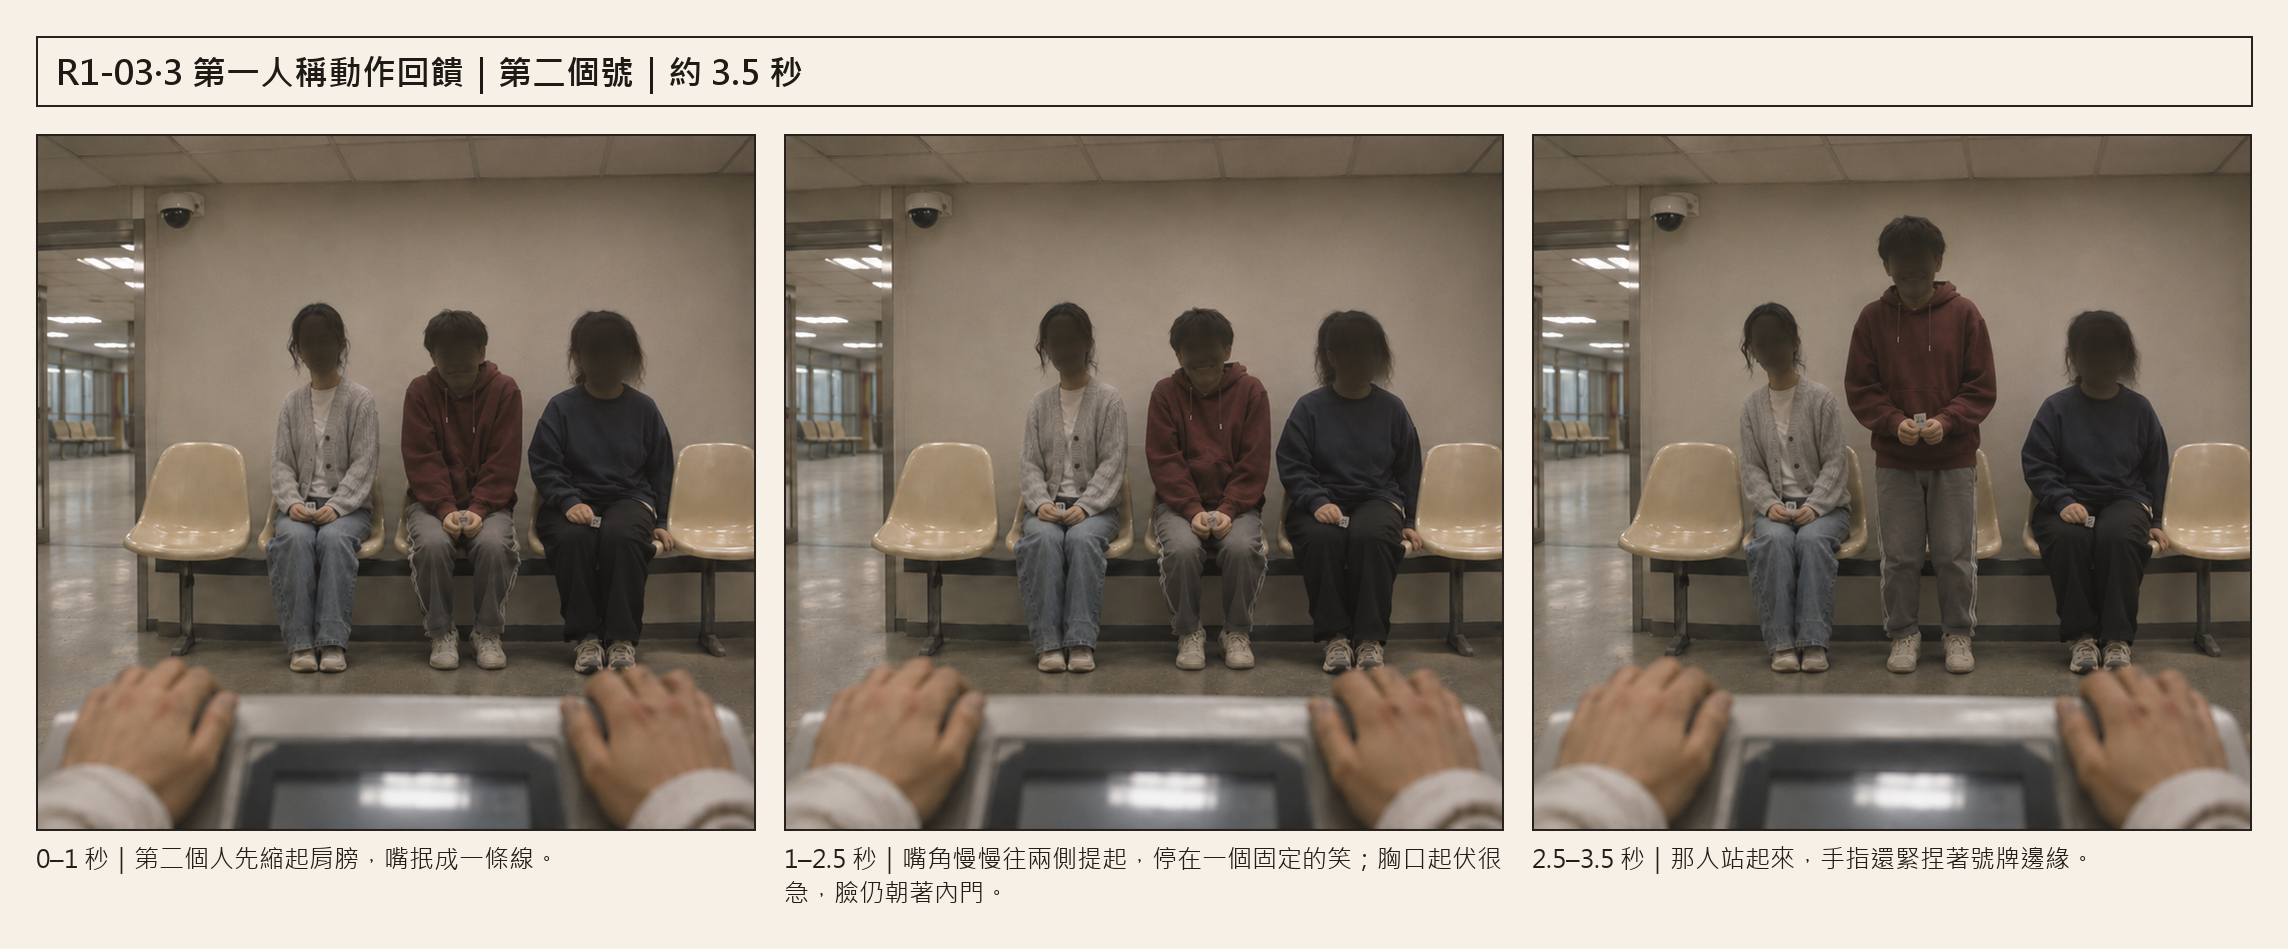 R1-03·3 第一人稱動作回饋｜第二個號｜約 3.5 秒
0–1 秒｜第二個人先縮起肩膀，嘴抿成一條線。
1–2.5 秒｜嘴角慢慢往兩側提起，停在一個固定的笑；胸口起伏很
急，臉仍朝著內門。
2.5–3.5 秒｜那人站起來，手指還緊捏著號牌邊緣。